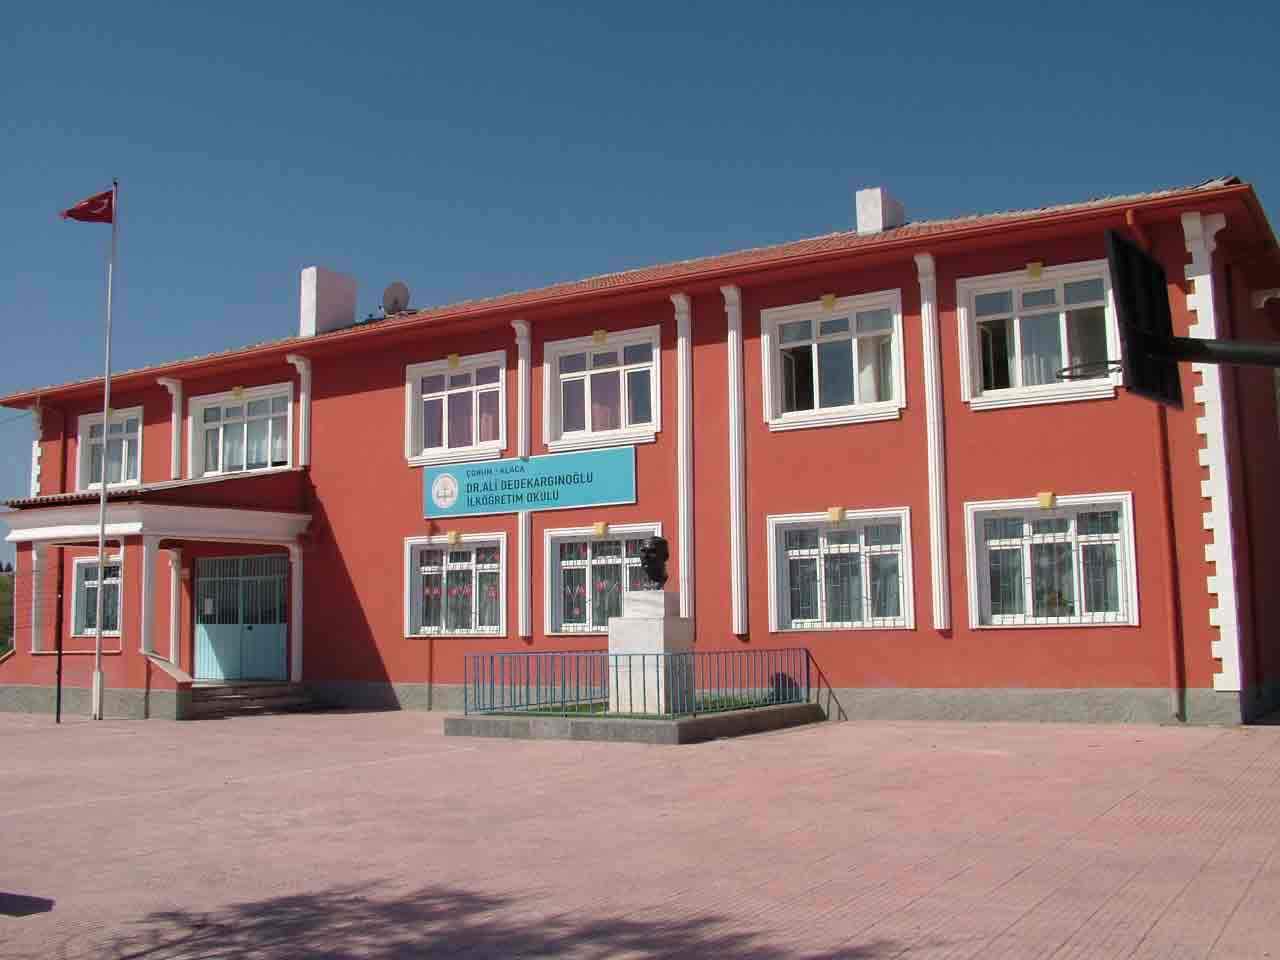 ÇORUM - ALACA
DR.ALİ DEDEKARGINOĞLU
İLKÖĞRETİM OKULU